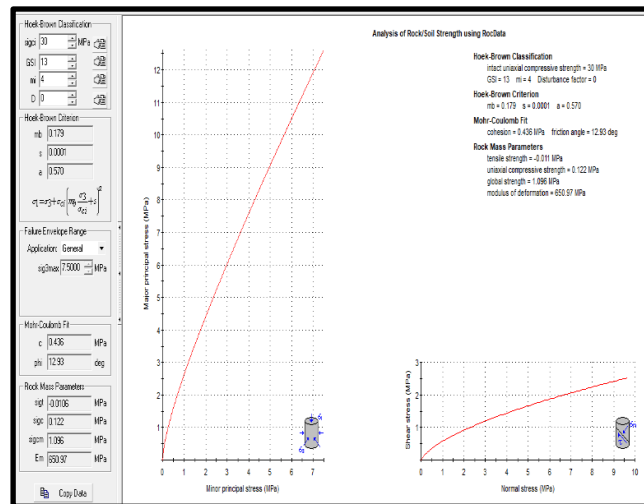 Hoek-Brown Classification
sigci 30 MPa
GSI 13
mi 4
D 0
Hoek-Brown Criterion
mb 0.179
s 0.0001
a 0.570
σ1=σ3+σci(mb σ3/σci+s)^a
Failure Envelope Range
Application: General
sig3max 7.5000 MPa
Mohr-Coulomb Fit
c 0.436 MPa
phi 12.93 deg
Rock Mass Parameters
sigt -0.0106 MPa
sigc 0.122 MPa
sigcm 1.096 MPa
Em 650.97 MPa
Copy Data
Major principal stress (MPa)
12
11
10
9
8
7
6
5
4
3
2
1
0
0 1 2 3 4 5 6 7
Minor principal stress (MPa)
Analysis of Rock/Soil Strength using RocData
Hoek-Brown Classification
intact uniaxial compressive strength = 30 MPa
GSI = 13 mi = 4 Disturbance factor = 0
Hoek-Brown Criterion
mb = 0.179 s = 0.0001 a = 0.570
Mohr-Coulomb Fit
cohesion = 0.436 MPa friction angle = 12.93 deg
Rock Mass Parameters
tensile strength = -0.011 MPa
uniaxial compressive strength = 0.122 MPa
global strength = 1.096 MPa
modulus of deformation = 650.97 MPa
Shear stress (MPa)
3
2
1
0 1 2 3 4 5 6 7 8 9 10
Normal stress (MPa)